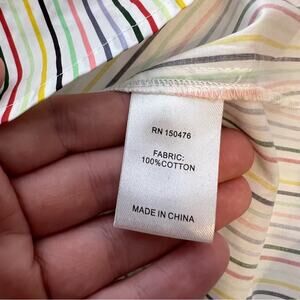 RN 150476
FABRIC:
100%COTTON
MADE IN CHINA